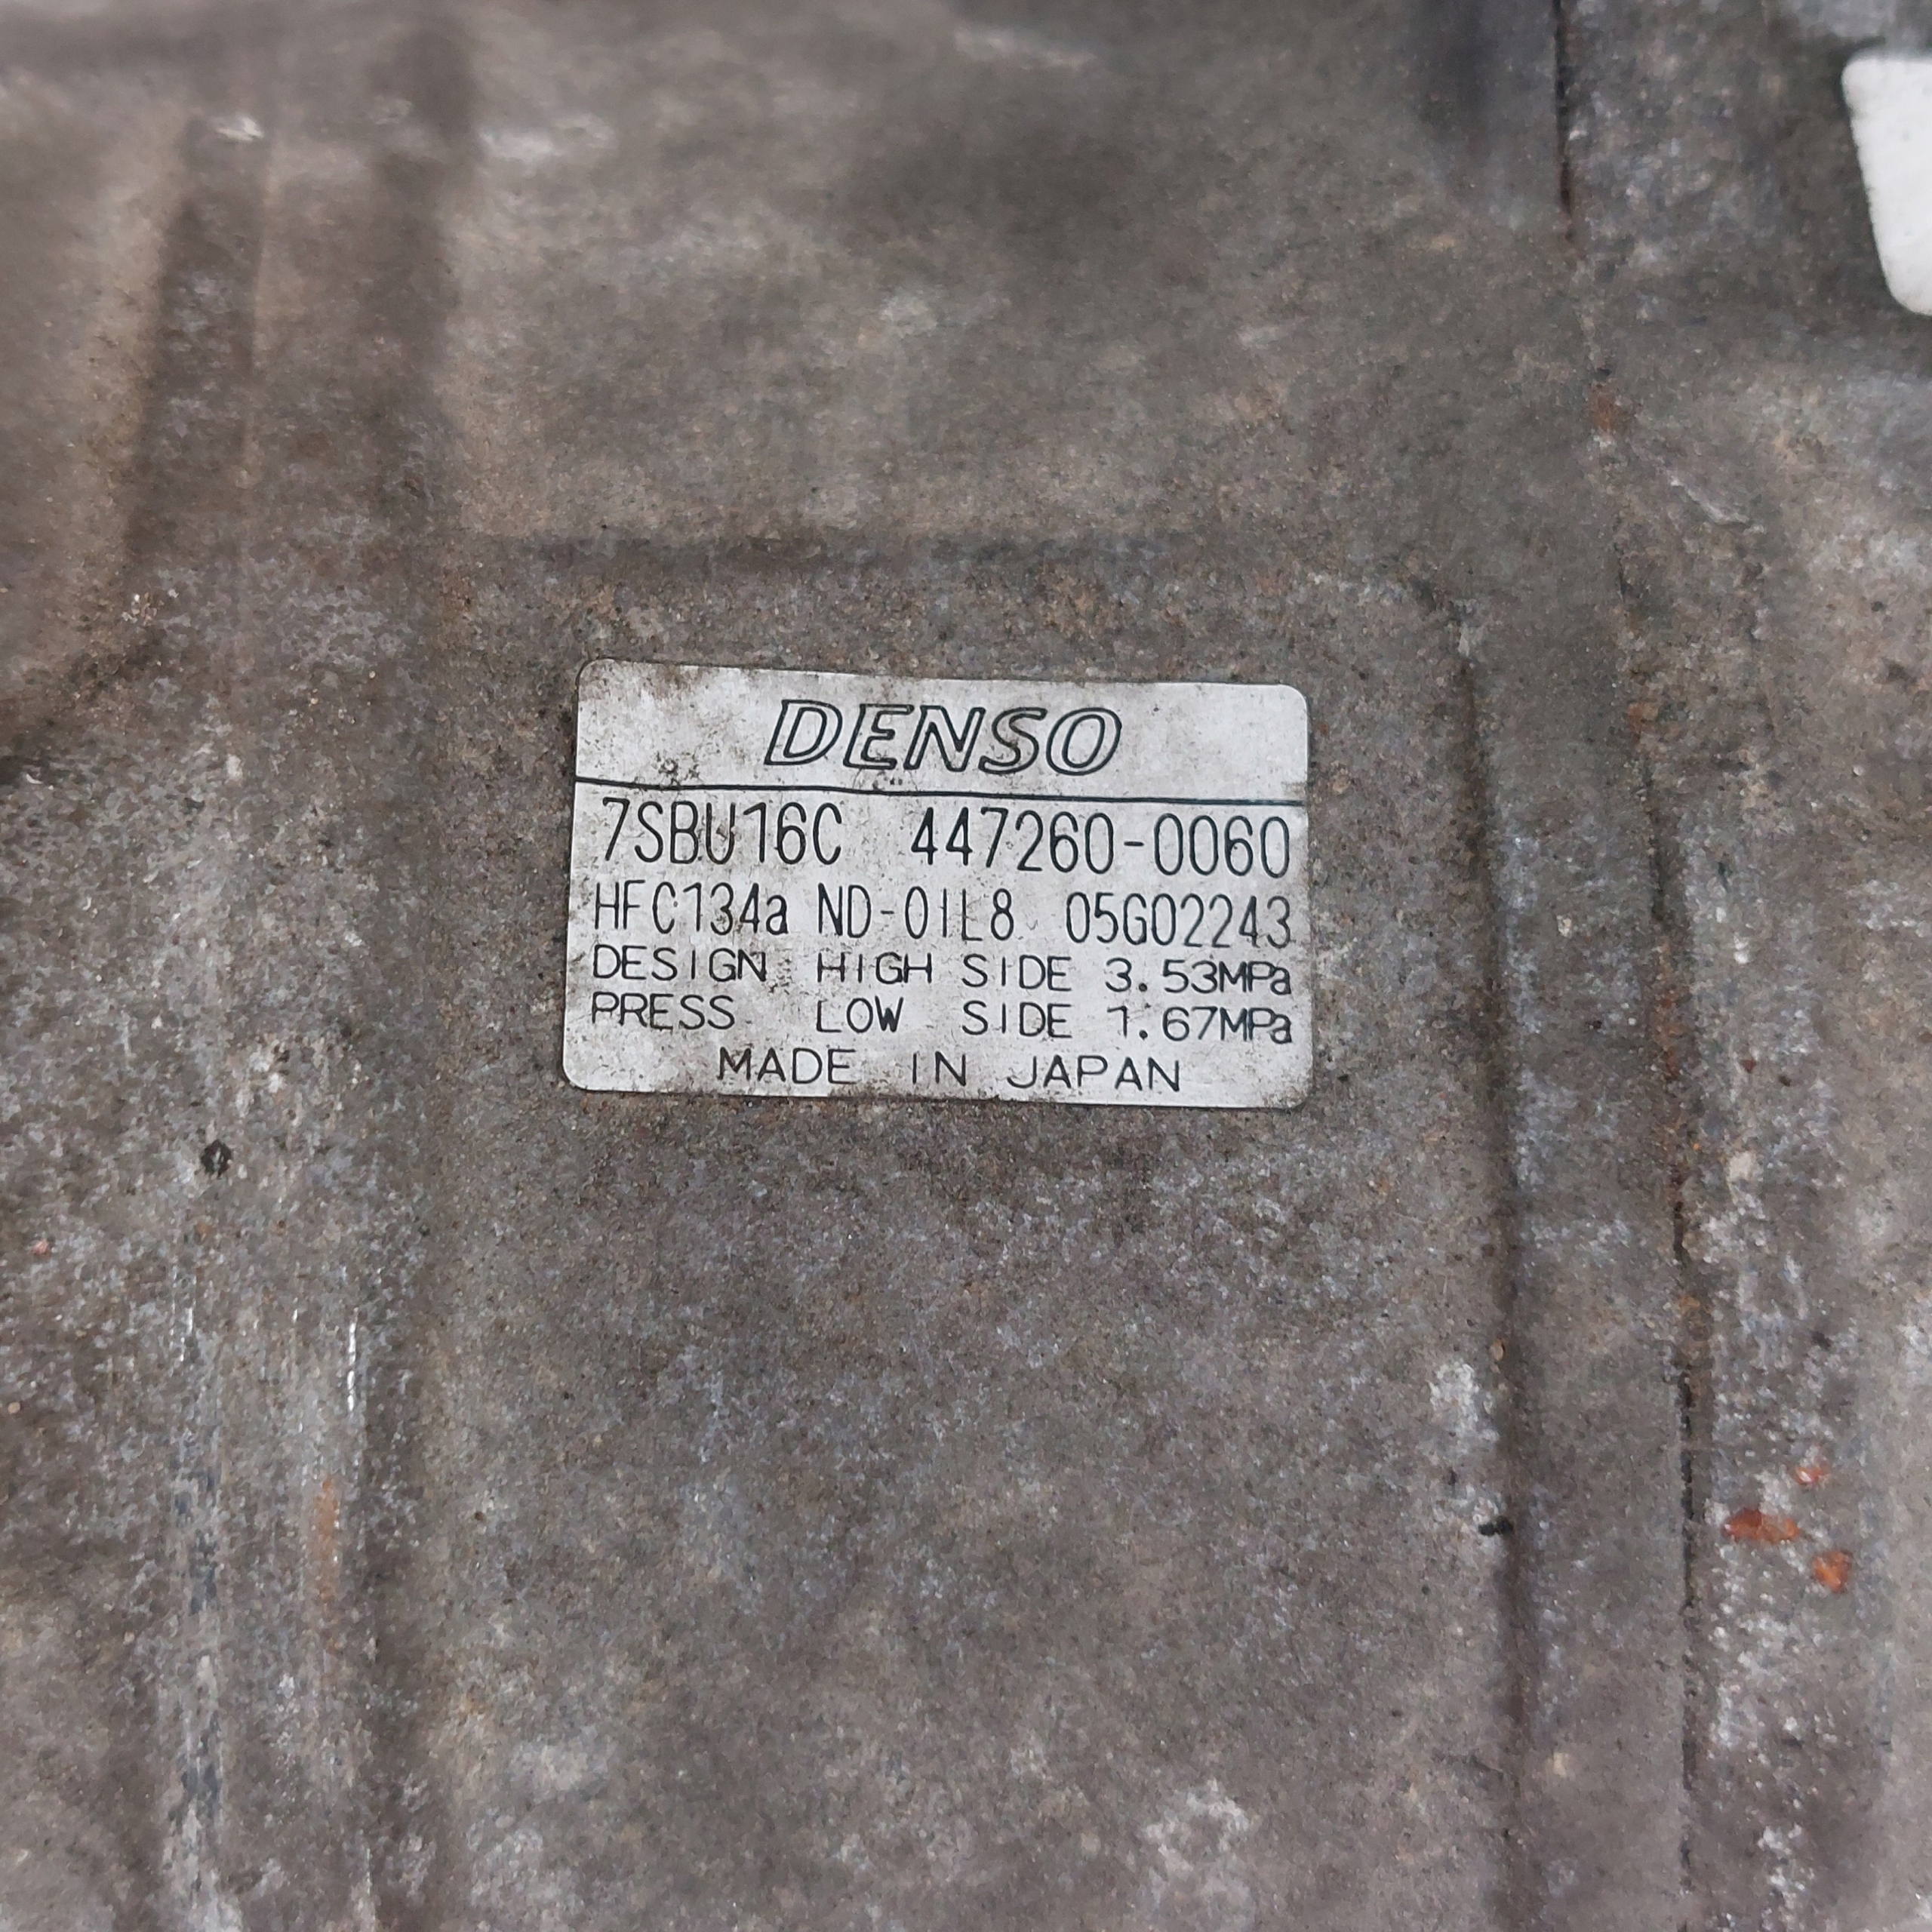 DENSO
7SBU16C 447260-0060
HFC134a ND-OIL8 05G02243
DESIGN HIGH SIDE 3.53MPa
PRESS LOW SIDE 1.67MPa
MADE IN JAPAN